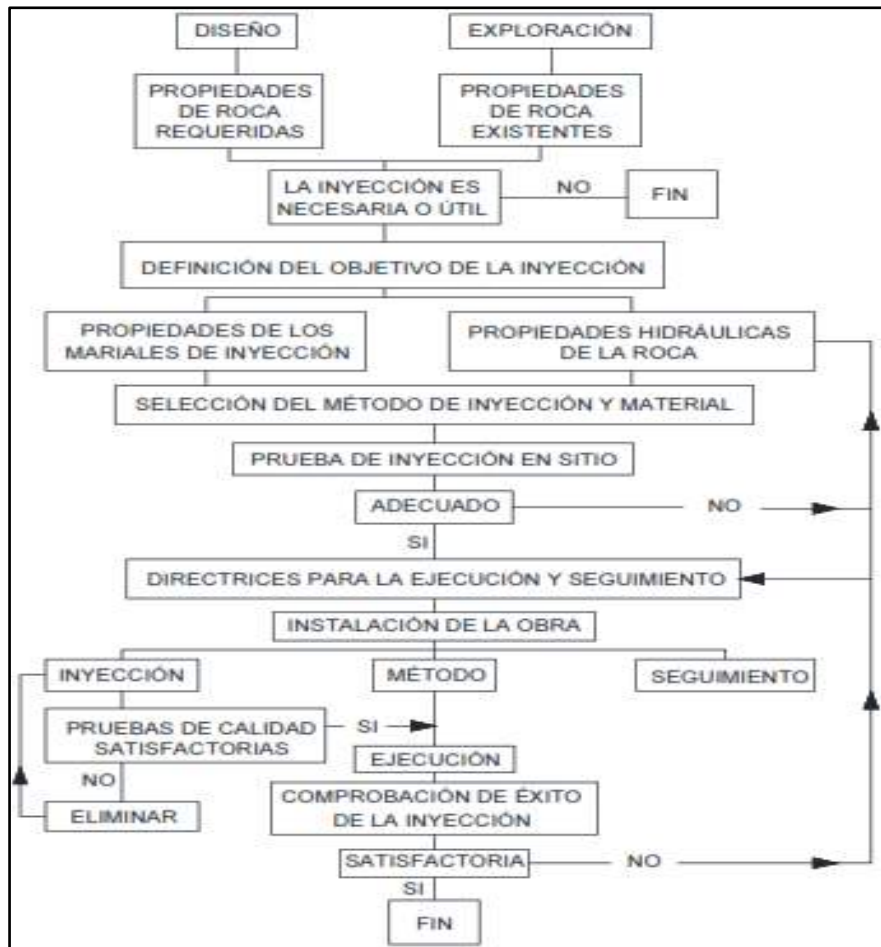 DISEÑO
EXPLORACIÓN
PROPIEDADES
DE ROCA
REQUERIDAS
PROPIEDADES
DE ROCA
EXISTENTES
LA INYECCIÓN ES
NECESARIA O ÚTIL
NO
FIN
DEFINICIÓN DEL OBJETIVO DE LA INYECCIÓN
PROPIEDADES DE LOS
MARIALES DE INYECCIÓN
PROPIEDADES HIDRÁULICAS
DE LA ROCA
SELECCIÓN DEL MÉTODO DE INYECCIÓN Y MATERIAL
PRUEBA DE INYECCIÓN EN SITIO
ADECUADO
NO
SI
DIRECTRICES PARA LA EJECUCIÓN Y SEGUIMIENTO
INSTALACIÓN DE LA OBRA
INYECCIÓN
MÉTODO
SEGUIMIENTO
PRUEBAS DE CALIDAD
SATISFACTORIAS
SI
NO
ELIMINAR
EJECUCIÓN
COMPROBACIÓN DE ÉXITO
DE LA INYECCIÓN
SATISFACTORIA
NO
SI
FIN